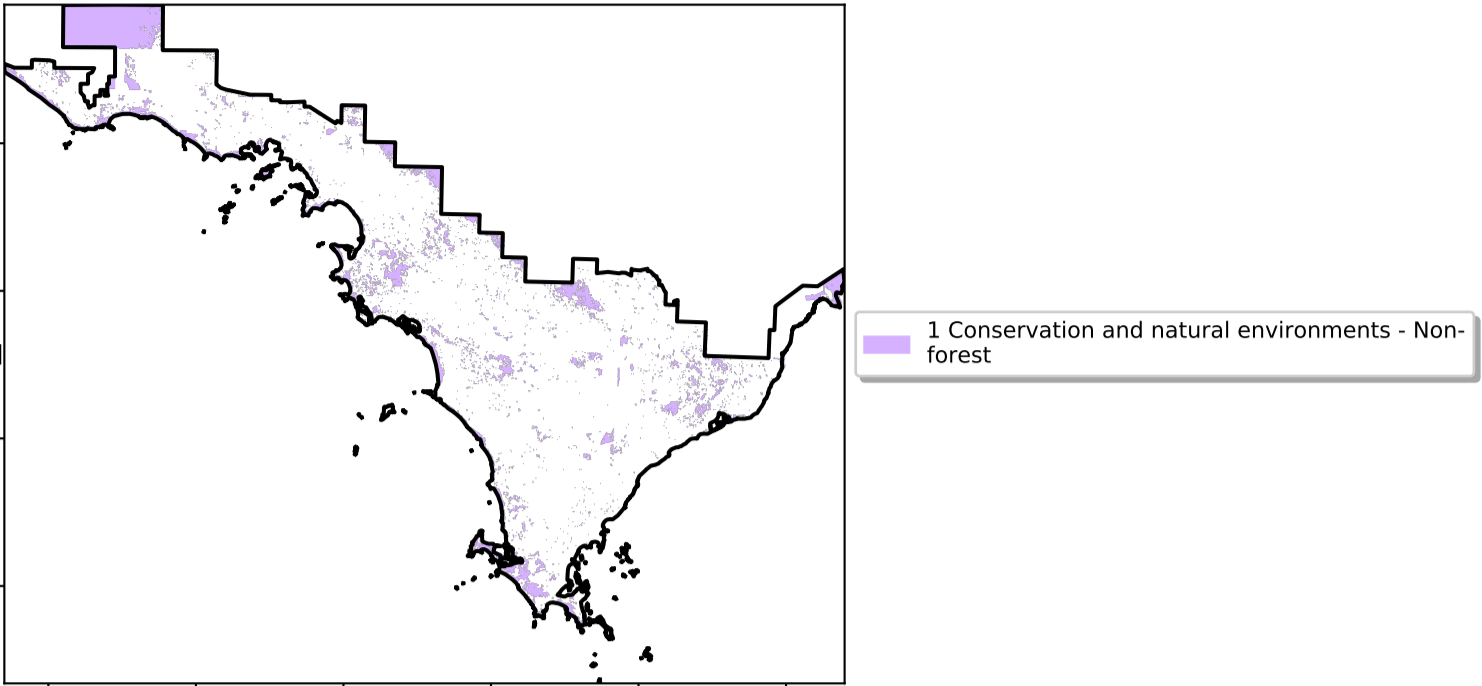 1 Conservation and natural environments - Non-
forest